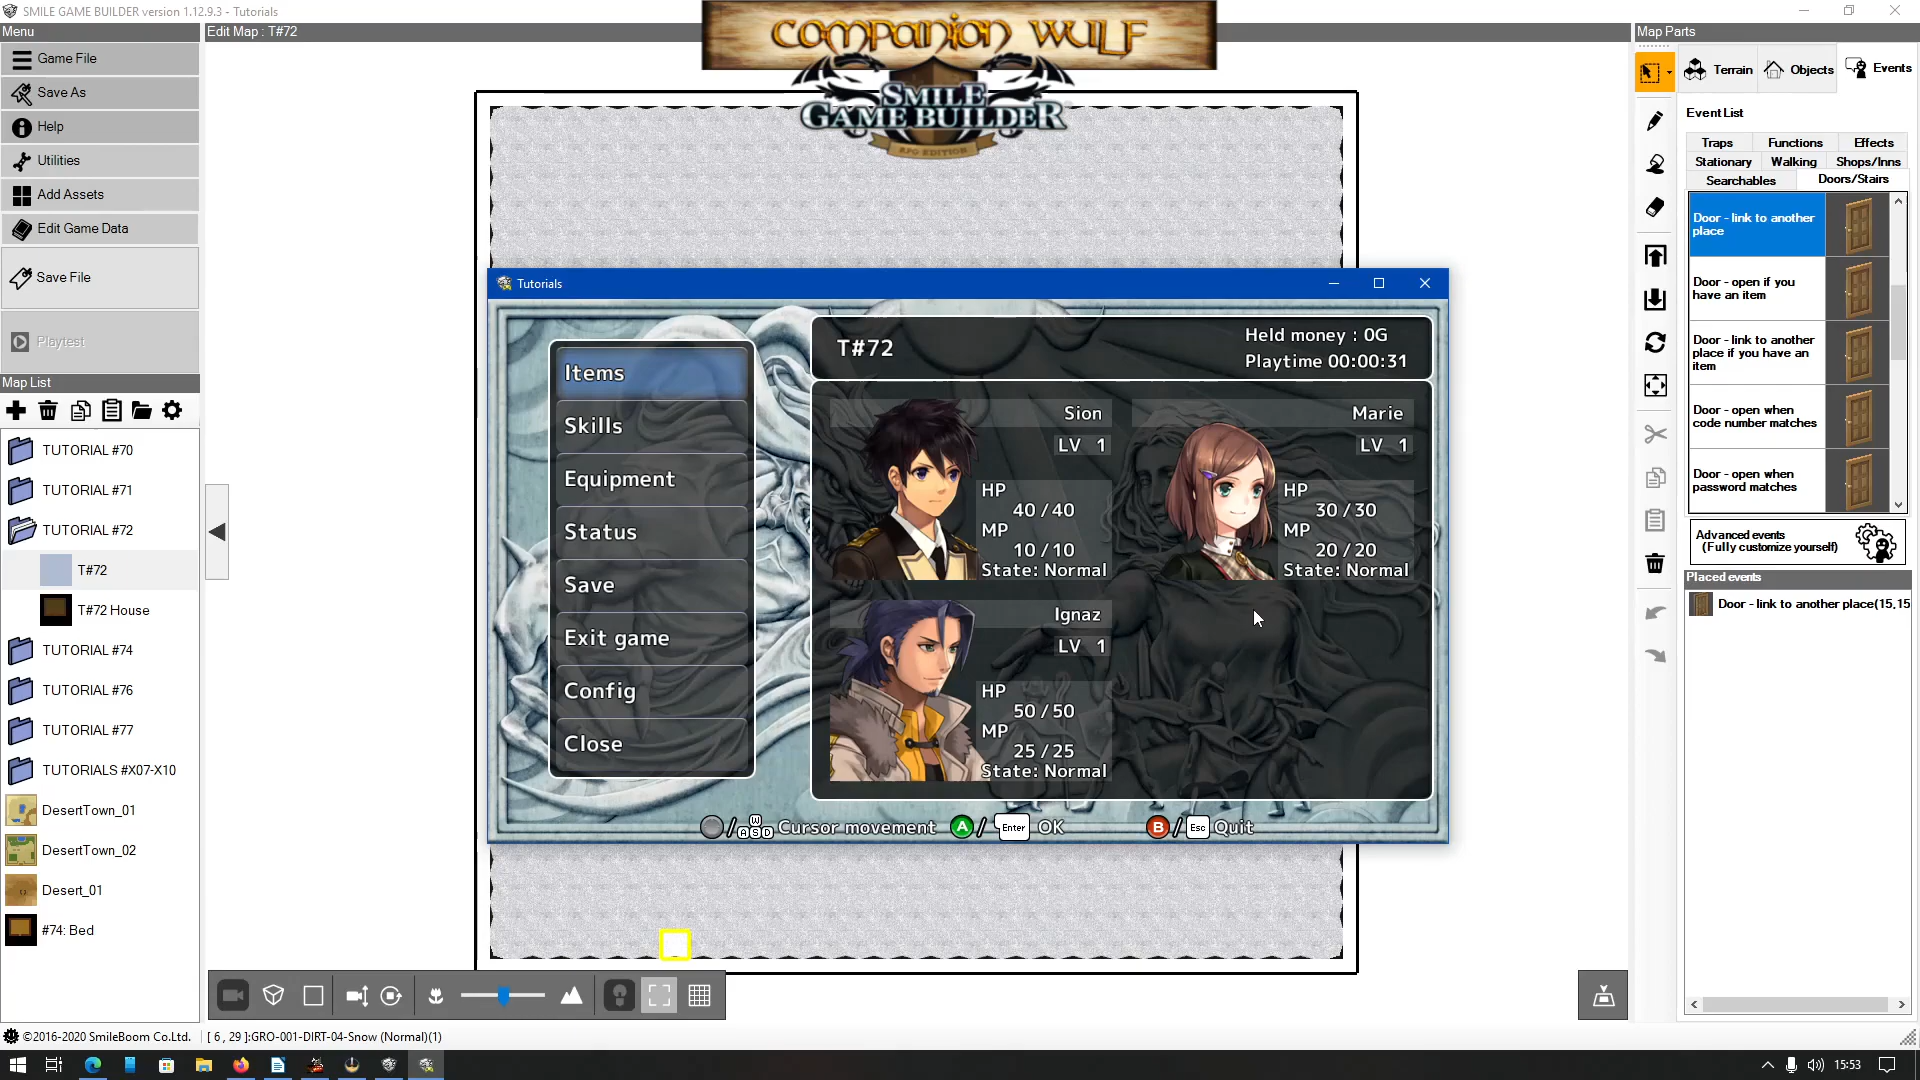 SMILE GAME BUILDER version 1.12.9.3 - Tutorials
Menu
Game File
Save As
Help
Utilities
Add Assets
Edit Game Data
Save File
Playtest
Map List
TUTORIAL #70
TUTORIAL #71
TUTORIAL #72
T#72
T#72 House
TUTORIAL #74
TUTORIAL #76
TUTORIAL #77
TUTORIALS #X07-X10
DesertTown_01
DesertTown_02
Desert_01
#74: Bed
Edit Map : T#72
COMPANION WULF
SMILE
GAME BUILDER
RPG EDITION
Tutorials
Items
Skills
Equipment
Status
Save
Exit game
Config
Close
T#72
Held money : 0G
Playtime 00:00:31
Sion
LV 1
HP
40 / 40
MP
10 / 10
State: Normal
Marie
LV 1
HP
30 / 30
MP
20 / 20
State: Normal
Ignaz
LV 1
HP
50 / 50
MP
25 / 25
State: Normal
/ W A S D Cursor movement
A / Enter OK
B / Esc Quit
Map Parts
Terrain
Objects
Events
Event List
Traps
Functions
Effects
Stationary
Walking
Shops/Inns
Searchables
Doors/Stairs
Door - link to another
place
Door - open if you
have an item
Door - link to another
place if you have an
item
Door - open when
code number matches
Door - open when
password matches
Advanced events
(Fully customize yourself)
Placed events
Door - link to another place(15,15
©2016-2020 SmileBoom Co.Ltd.
[ 6 , 29 ]:GRO-001-DIRT-04-Snow (Normal)(1)
15:53